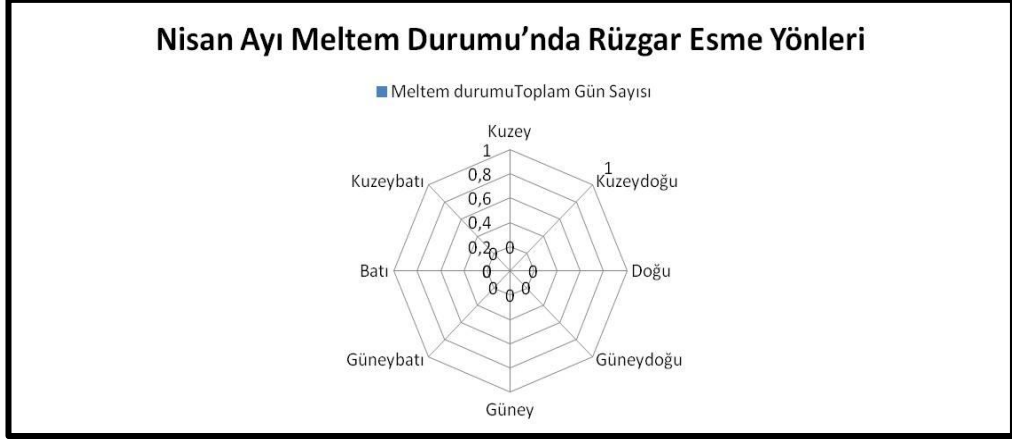 Nisan Ayı Meltem Durumu’nda Rüzgar Esme Yönleri
Meltem durumuToplam Gün Sayısı
Kuzey
1
1
Kuzeybatı
0,8
Kuzeydoğu
0,6
0,4
0,2
0
0
Batı
0
0
0
Doğu
0
0
0
Güneybatı
Güneydoğu
Güney